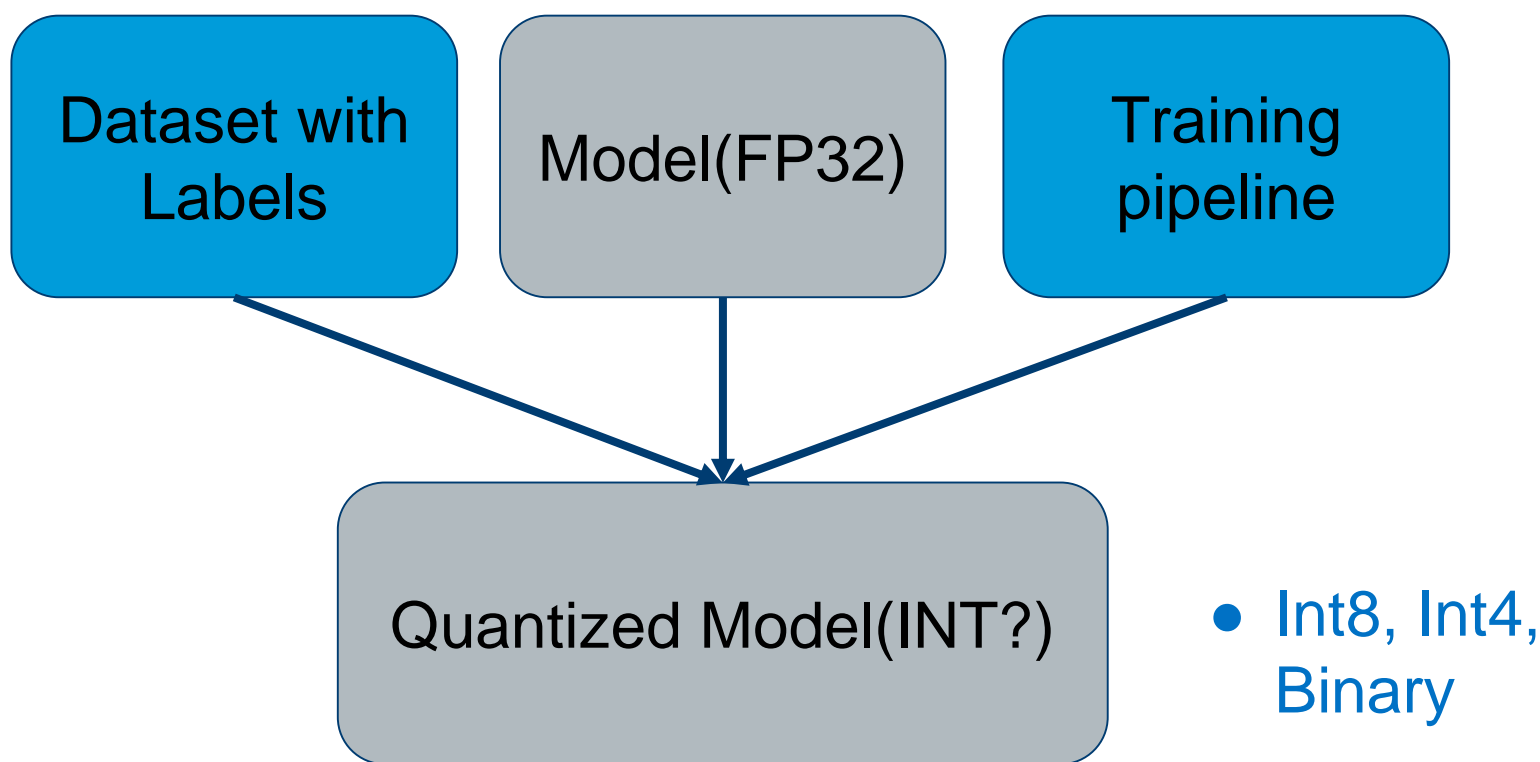 Dataset with
Labels
Model(FP32)
Training
pipeline
Quantized Model(INT?)
● Int8, Int4,
Binary